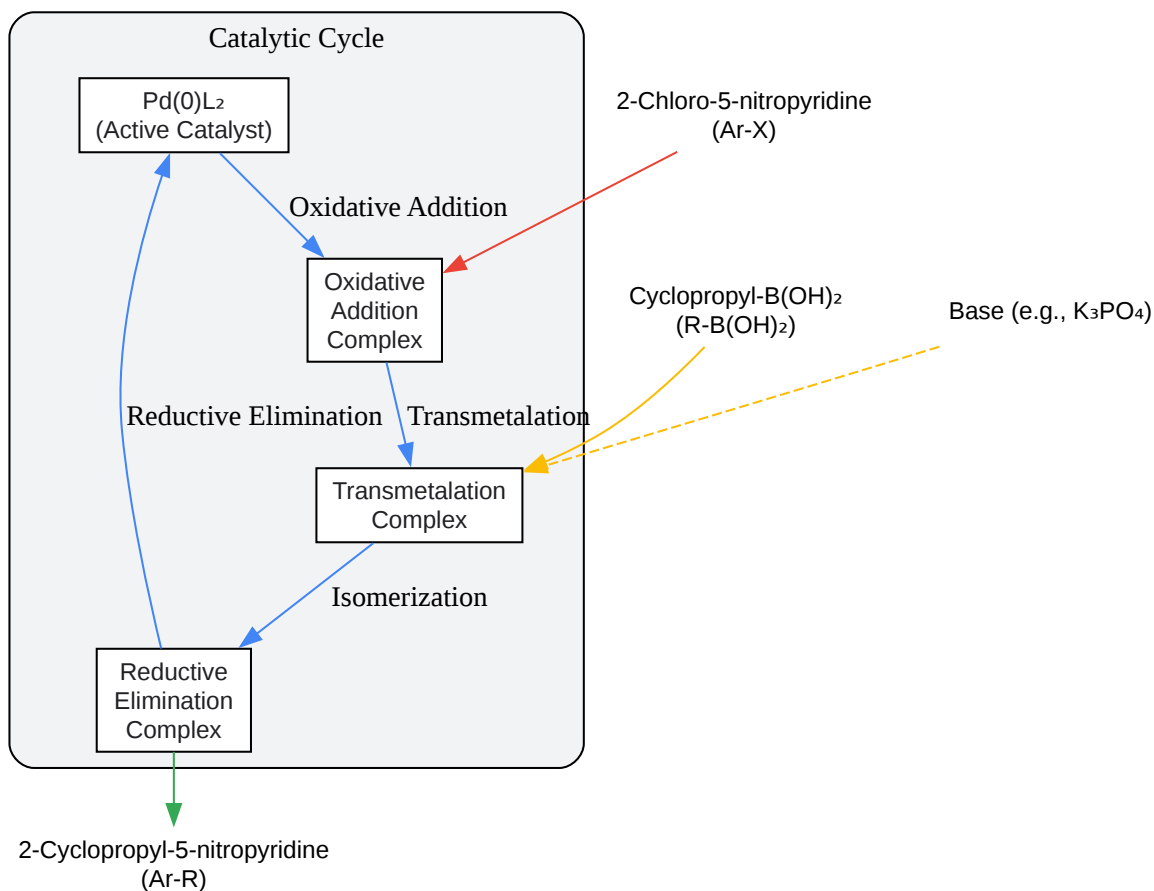 Catalytic Cycle
Pd(0)L₂
(Active Catalyst)
2-Chloro-5-nitropyridine
(Ar-X)
Oxidative Addition
Oxidative
Addition
Complex
Cyclopropyl-B(OH)₂
(R-B(OH)₂)
Base (e.g., K₃PO₄)
Reductive Elimination
Transmetalation
Transmetalation
Complex
Isomerization
Reductive
Elimination
Complex
2-Cyclopropyl-5-nitropyridine
(Ar-R)